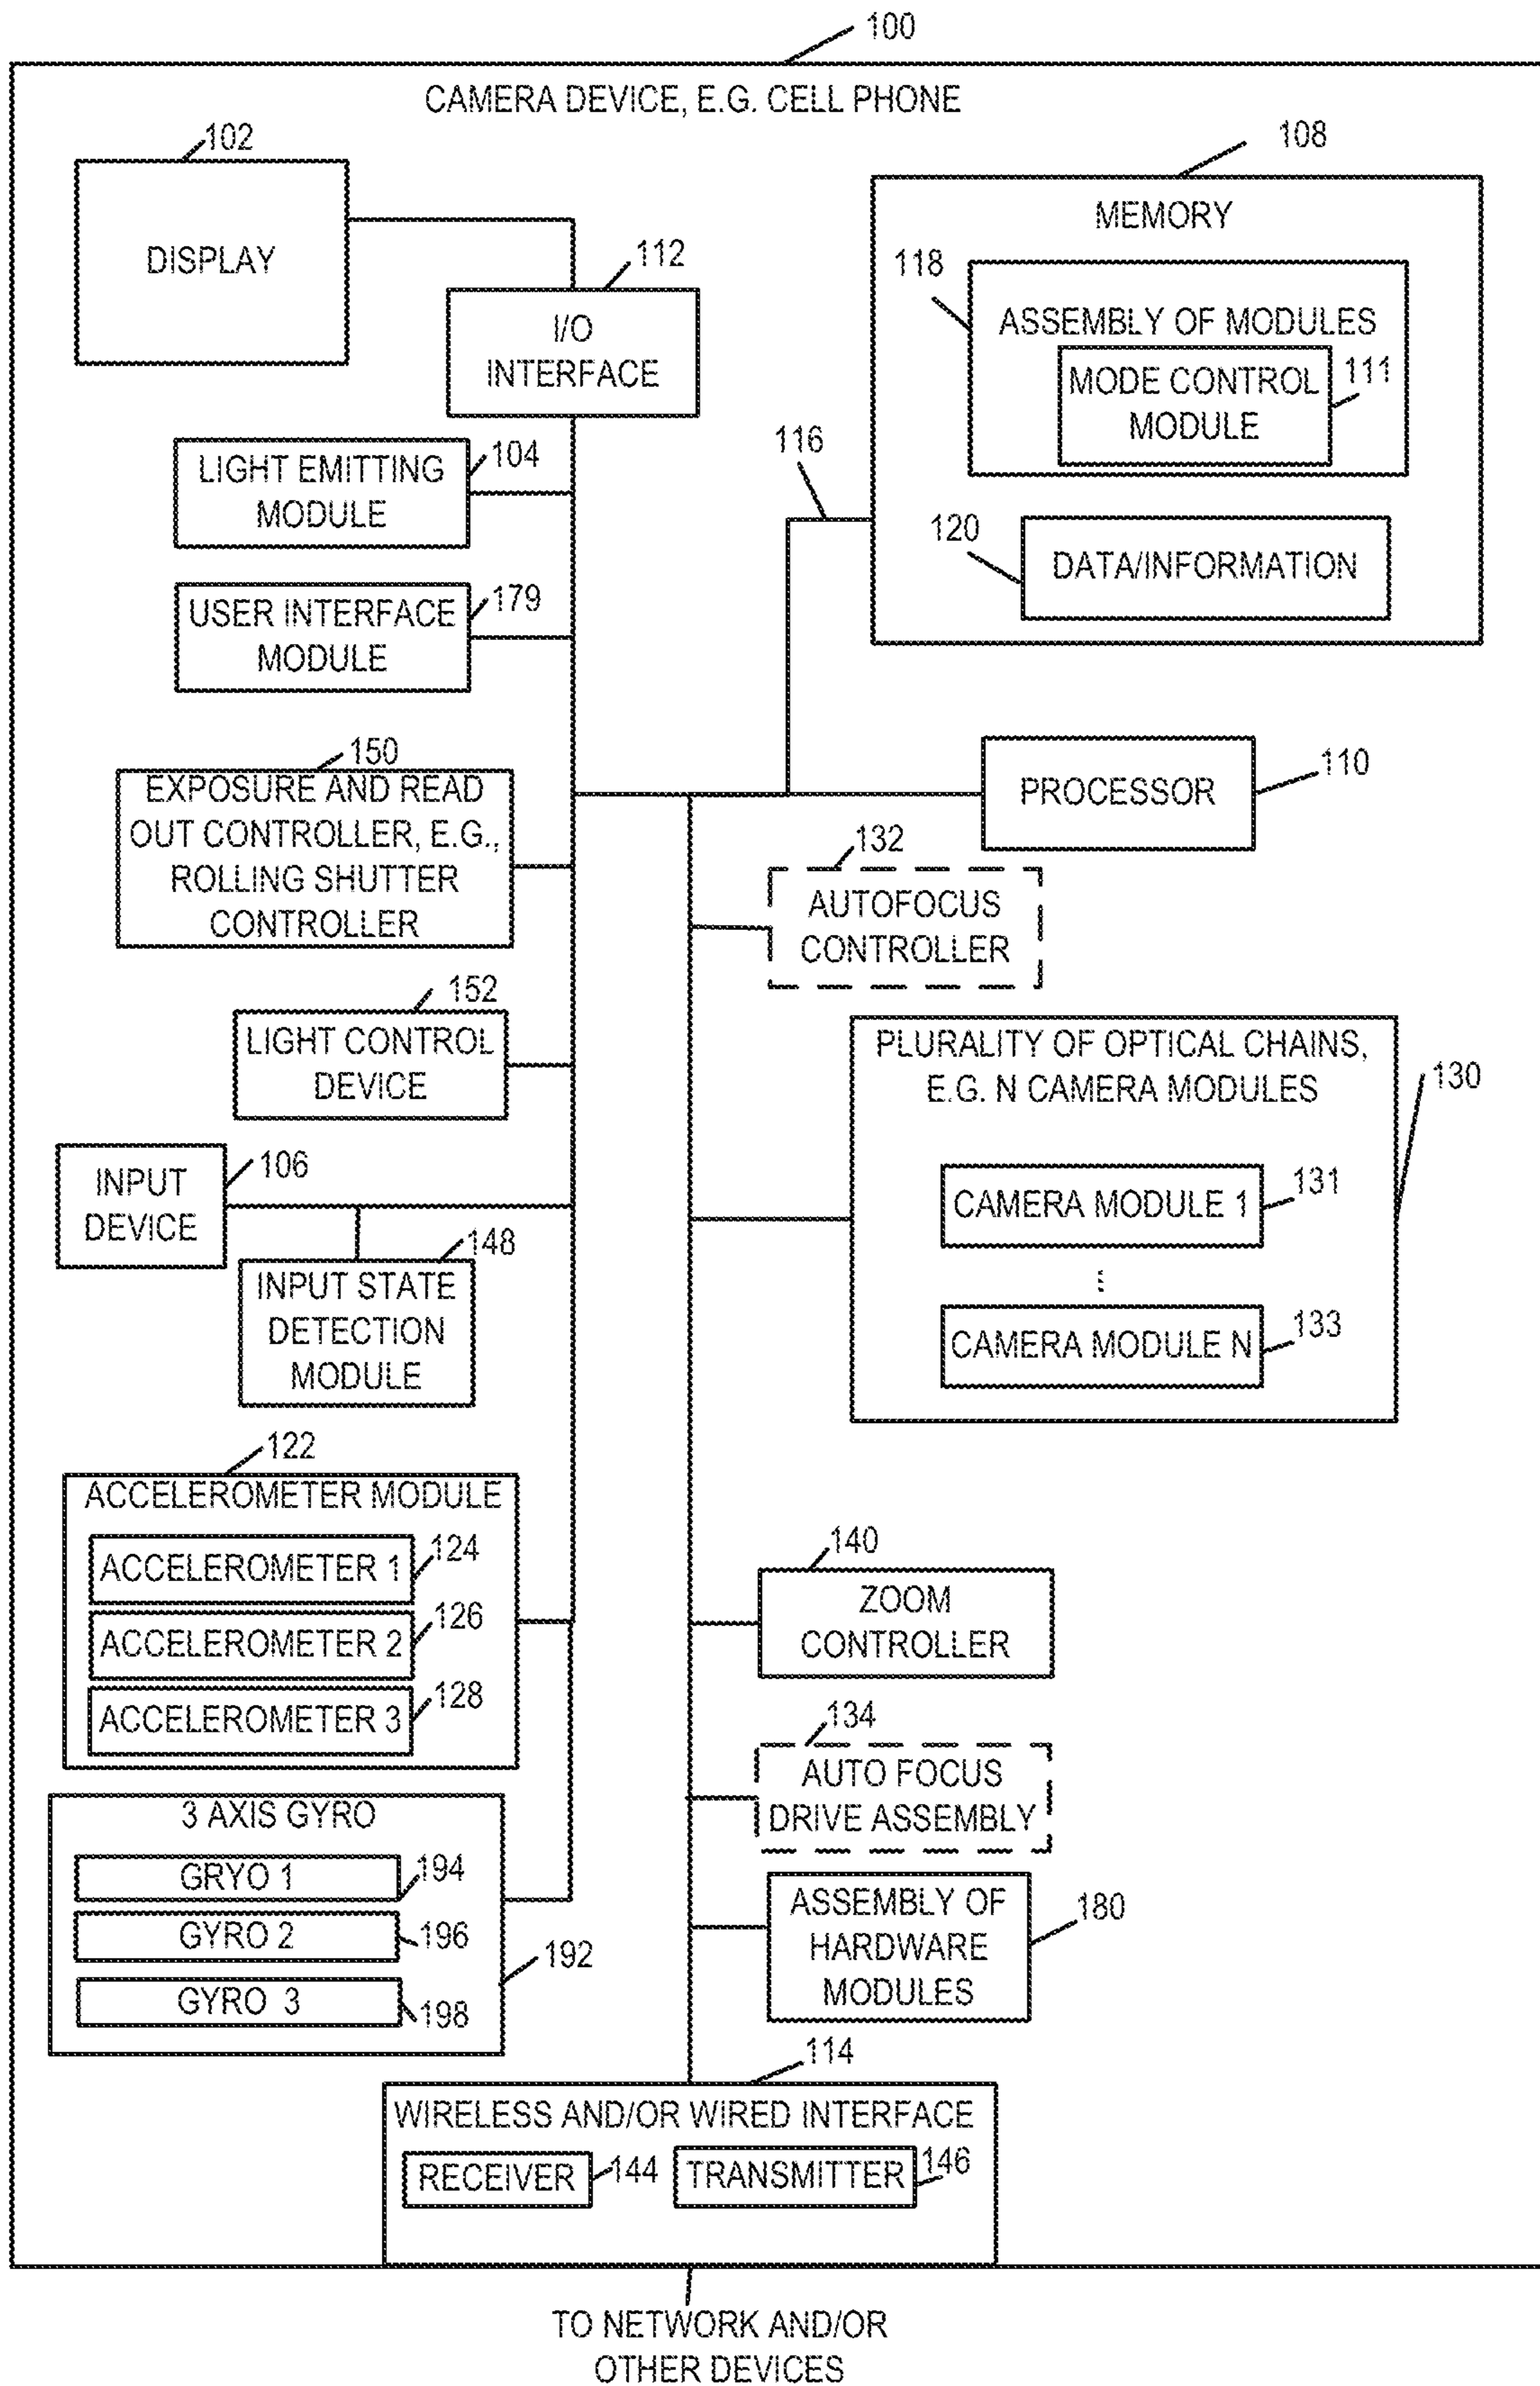 100
CAMERA DEVICE, E.G. CELL PHONE
102
DISPLAY
112
I/O
INTERFACE
108
MEMORY
118
ASSEMBLY OF MODULES
MODE CONTROL
MODULE
111
120
DATA/INFORMATION
116
LIGHT EMITTING
MODULE
104
USER INTERFACE
MODULE
179
150
EXPOSURE AND READ
OUT CONTROLLER, E.G.,
ROLLING SHUTTER
CONTROLLER
PROCESSOR
110
132
AUTOFOCUS
CONTROLLER
152
LIGHT CONTROL
DEVICE
PLURALITY OF OPTICAL CHAINS,
E.G. N CAMERA MODULES
130
CAMERA MODULE 1
131
⋮
CAMERA MODULE N
133
INPUT
DEVICE
106
148
INPUT STATE
DETECTION
MODULE
122
ACCELEROMETER MODULE
ACCELEROMETER 1
124
ACCELEROMETER 2
126
ACCELEROMETER 3
128
140
ZOOM
CONTROLLER
134
AUTO FOCUS
DRIVE ASSEMBLY
3 AXIS GYRO
GRYO 1
194
GYRO 2
196
GYRO 3
198
192
ASSEMBLY OF
HARDWARE
MODULES
180
114
WIRELESS AND/OR WIRED INTERFACE
RECEIVER
144
TRANSMITTER
146
TO NETWORK AND/OR
OTHER DEVICES